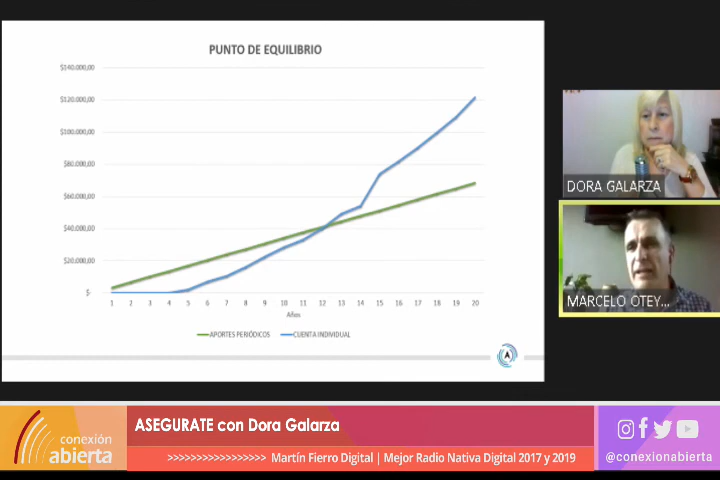 PUNTO DE EQUILIBRIO
$140.000,00
$120.000,00
$100.000,00
$80.000,00
$60.000,00
$40.000,00
$20.000,00
$-
1 2 3 4 5 6 7 8 9 10 11 12 13 14 15 16 17 18 19 20
Años
APORTES PERIÓDICOS
CUENTA INDIVIDUAL
A
DORA GALARZA
MARCELO OTEY...
conexión
abierta
ASEGURATE con Dora Galarza
>>>>>>>>>>>>>>>>> Martín Fierro Digital | Mejor Radio Nativa Digital 2017 y 2019
@conexionabierta